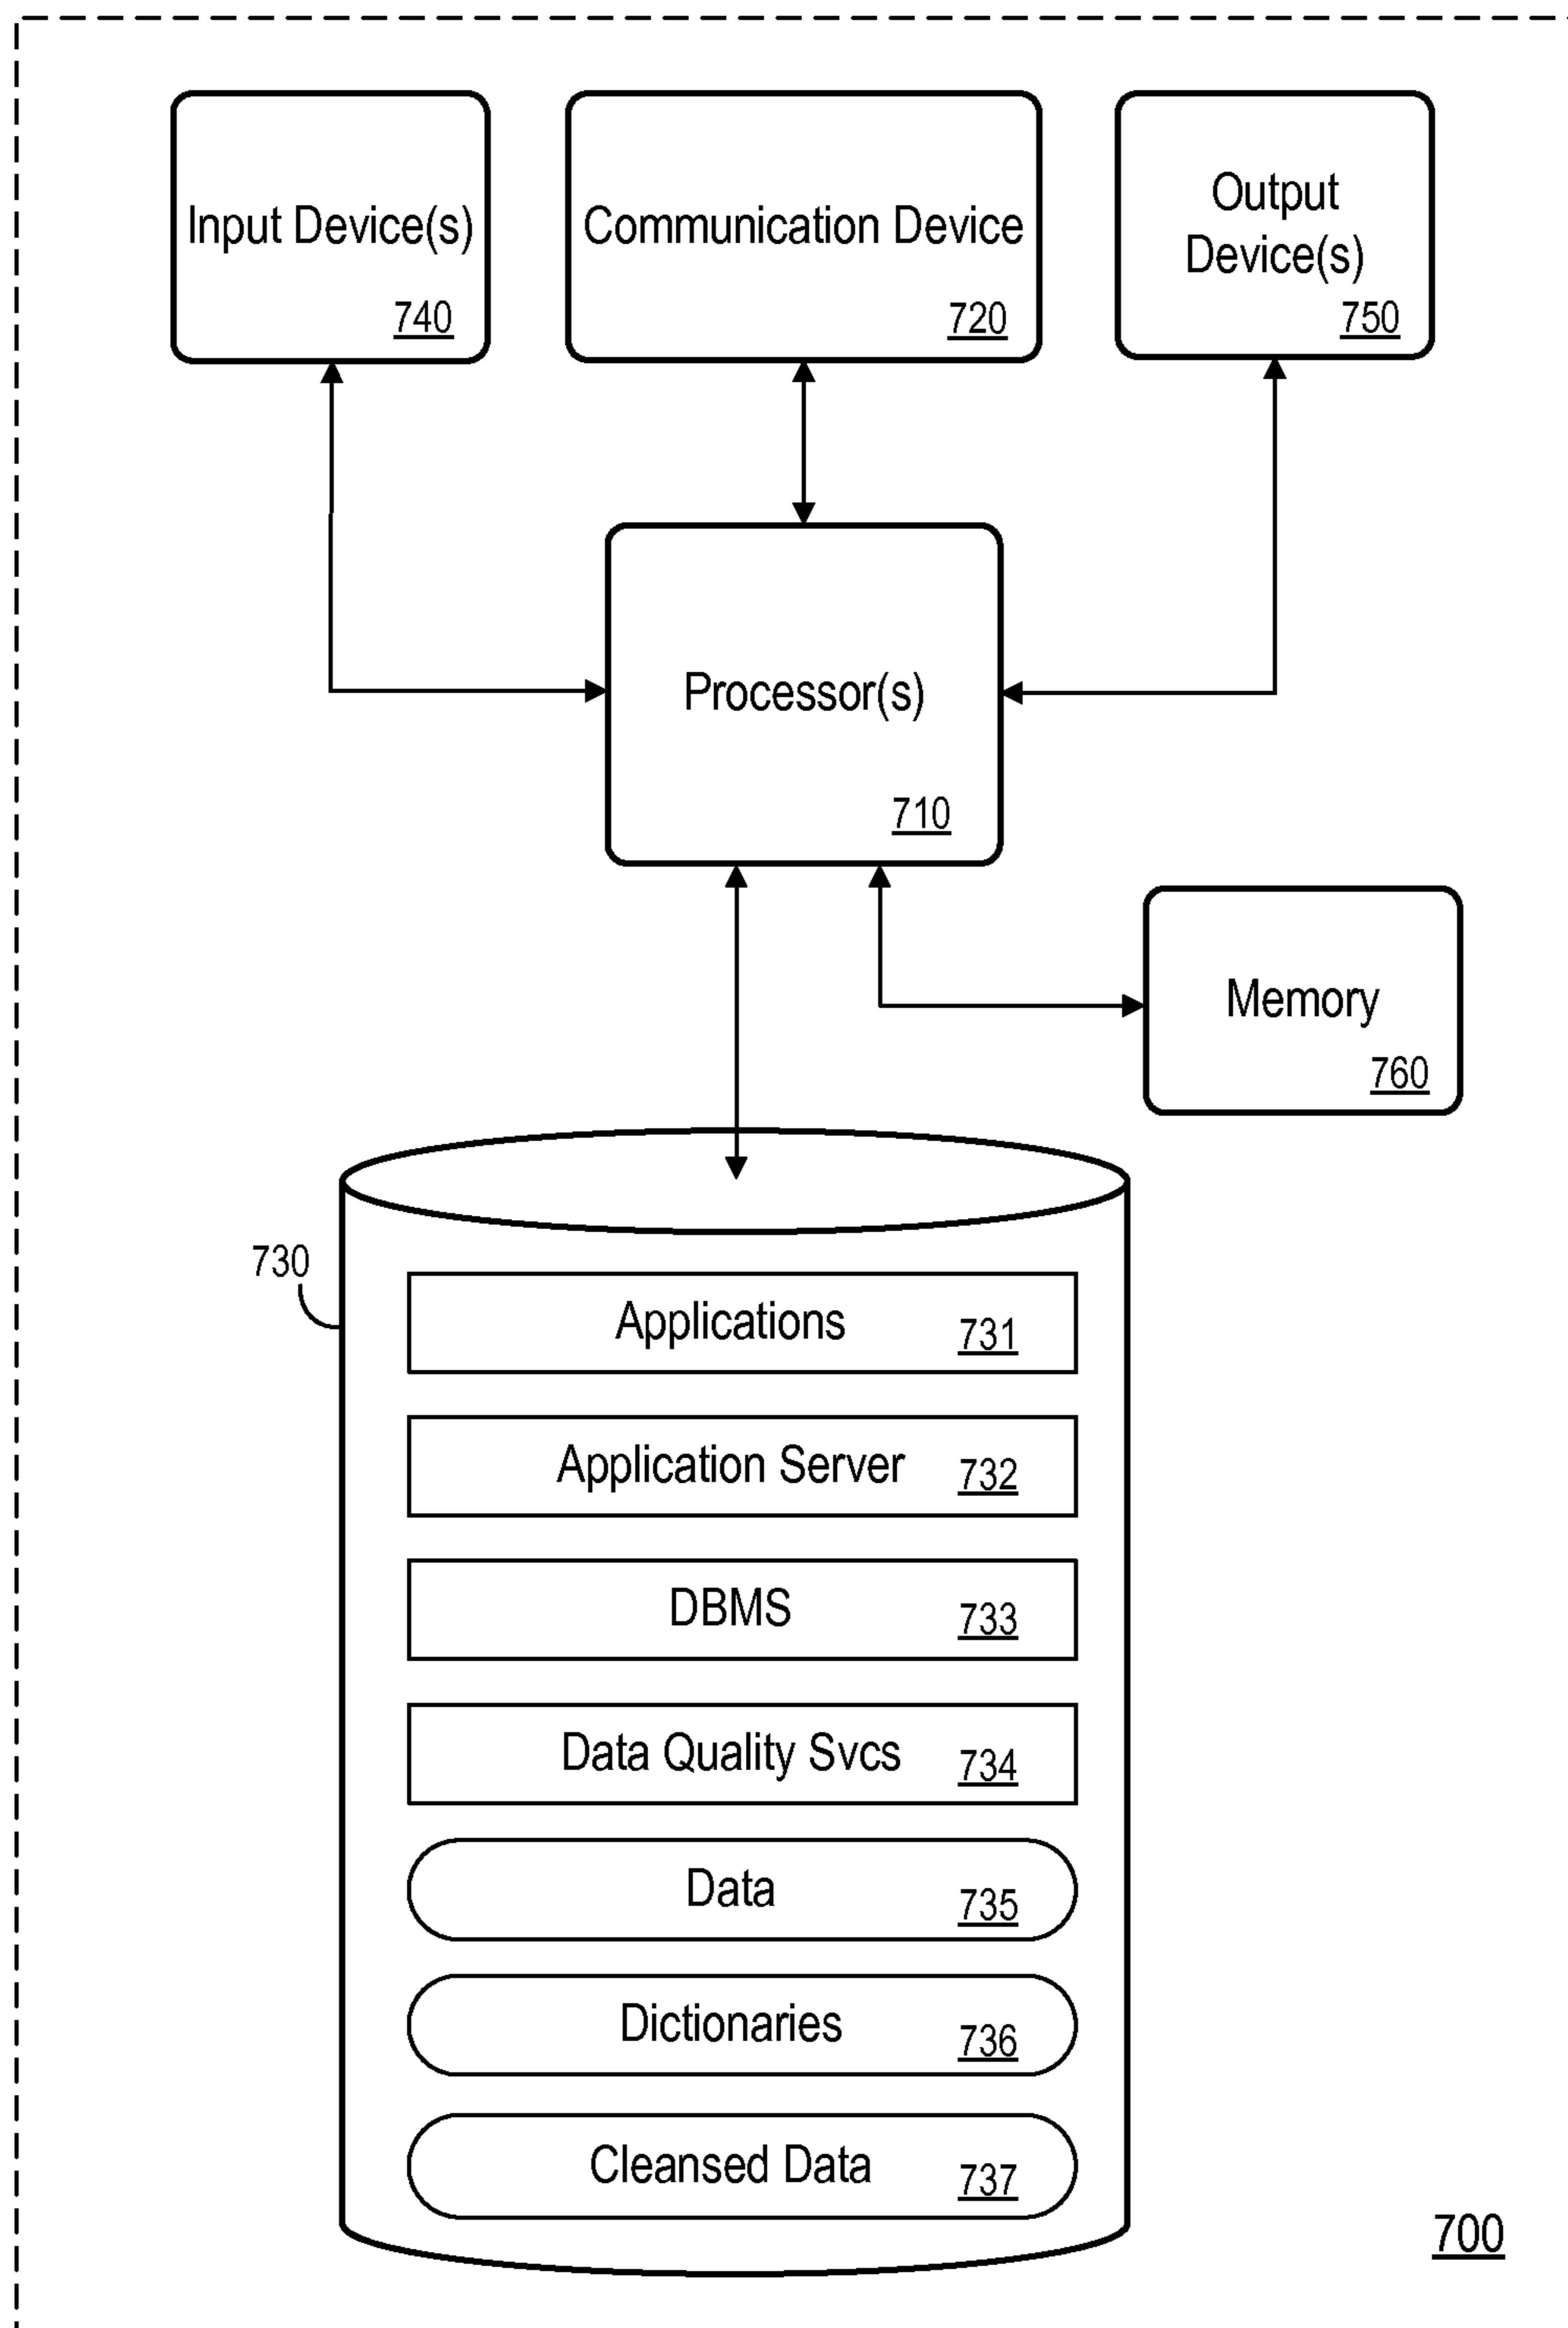 Input Device(s)
740
Communication Device
720
Output
Device(s)
750
Processor(s)
710
Memory
760
730
Applications 731
Application Server 732
DBMS 733
Data Quality Svcs 734
Data 735
Dictionaries 736
Cleansed Data 737
700